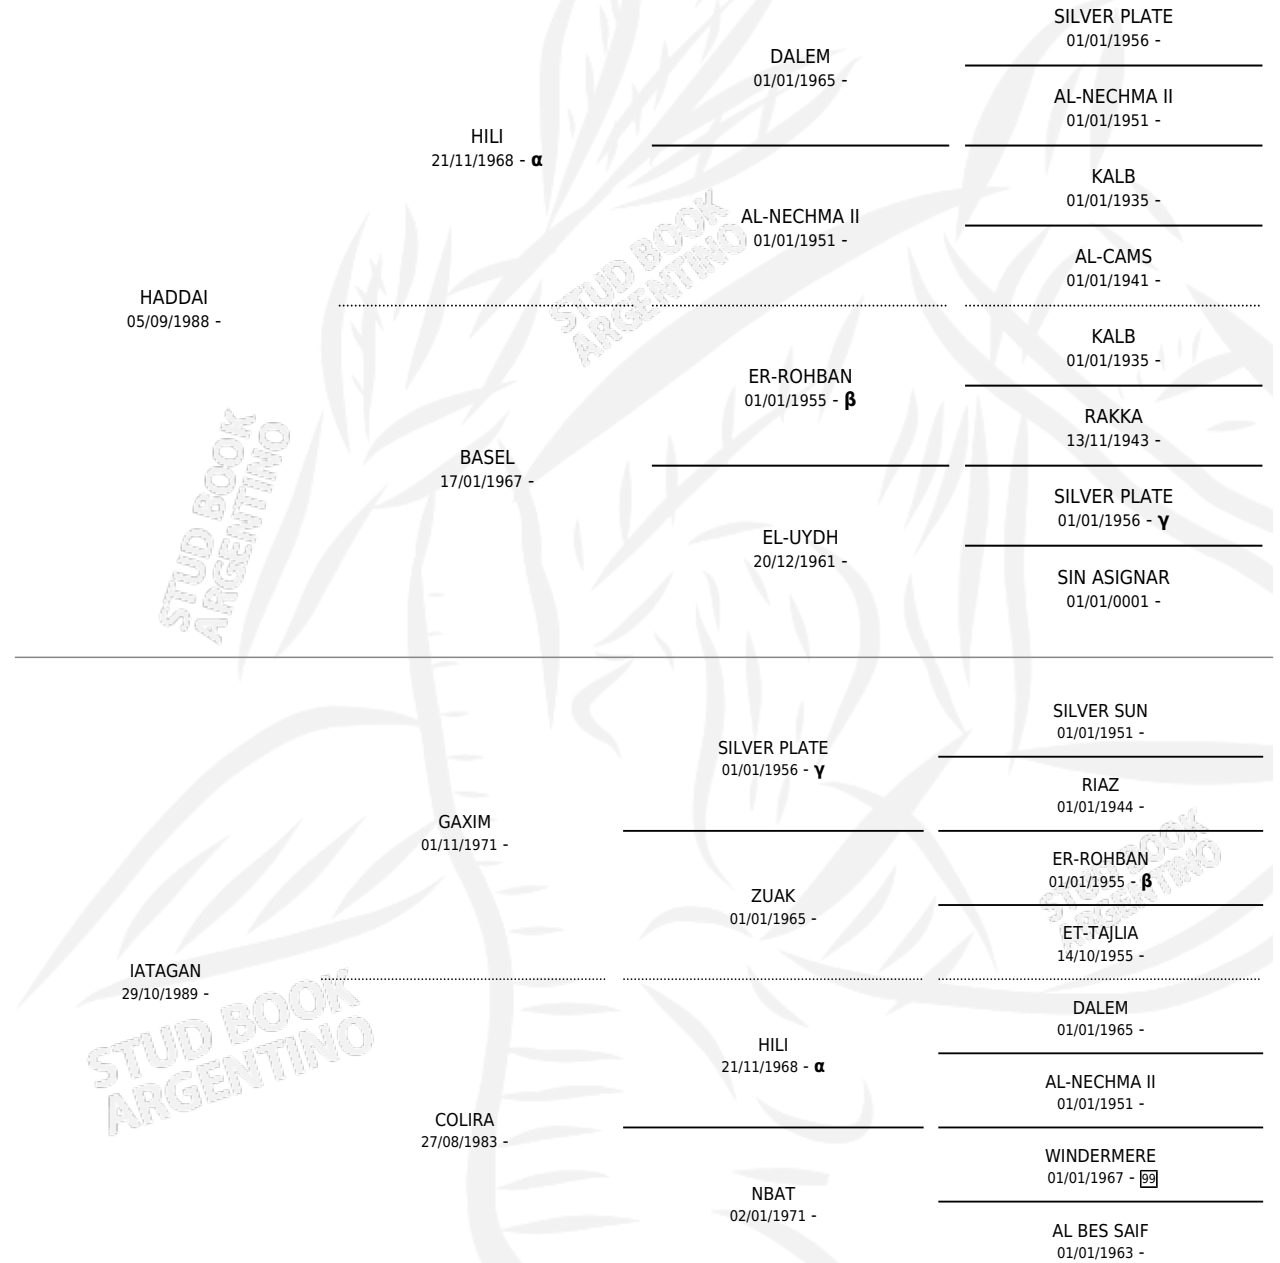 SILVER PLATE
01/01/1956 -
DALEM
01/01/1965 -
AL-NECHMA II
01/01/1951 -
HILI
21/11/1968 - α
KALB
01/01/1935 -
AL-NECHMA II
01/01/1951 -
AL-CAMS
01/01/1941 -
HADDAI
05/09/1988 -
KALB
01/01/1935 -
ER-ROHBAN
01/01/1955 - β
RAKKA
13/11/1943 -
BASEL
17/01/1967 -
SILVER PLATE
01/01/1956 - γ
EL-UYDH
20/12/1961 -
SIN ASIGNAR
01/01/0001 -
SILVER SUN
01/01/1951 -
SILVER PLATE
01/01/1956 - γ
RIAZ
01/01/1944 -
GAXIM
01/11/1971 -
ER-ROHBAN
01/01/1955 - β
ZUAK
01/01/1965 -
ET-TAJLIA
14/10/1955 -
IATAGAN
29/10/1989 -
DALEM
01/01/1965 -
HILI
21/11/1968 - α
AL-NECHMA II
01/01/1951 -
COLIRA
27/08/1983 -
WINDERMERE
01/01/1967 - 99
NBAT
02/01/1971 -
AL BES SAIF
01/01/1963 -
STUD BOOK
ARGENTINO
STUD BOOK
ARGENTINO
STUD BOOK
ARGENTINO
STUD BOOK
ARGENTINO